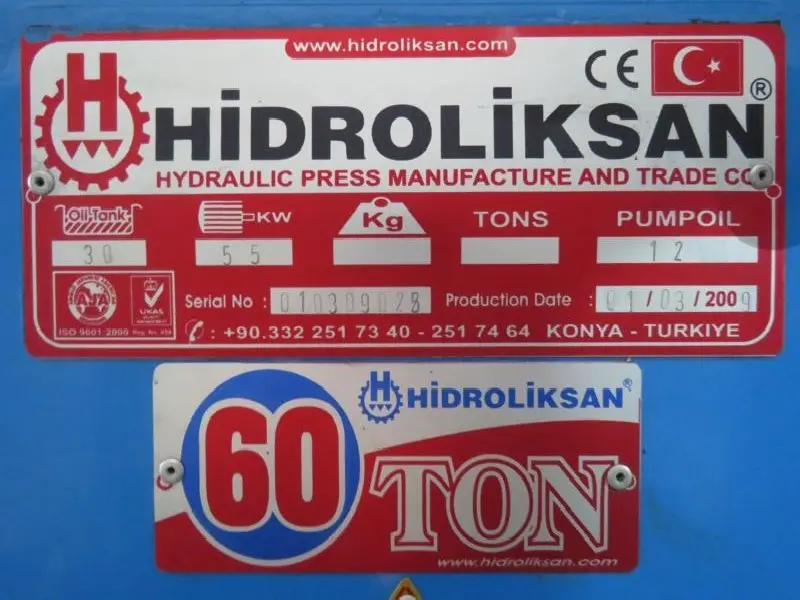 www.hidroliksan.com
CE
H
HİDROLİKSAN®
HYDRAULIC PRESS MANUFACTURE AND TRADE CO
Oil-Tank KW Kg TONS PUMPOIL
30 55 12
AJA UKAS
ISO 9001:2000
Serial No : 010309028 Production Date : 01/03/2009
: +90.332 251 73 40 - 251 74 64 KONYA - TURKIYE
H HİDROLİKSAN®
60 TON
www.hidroliksan.com